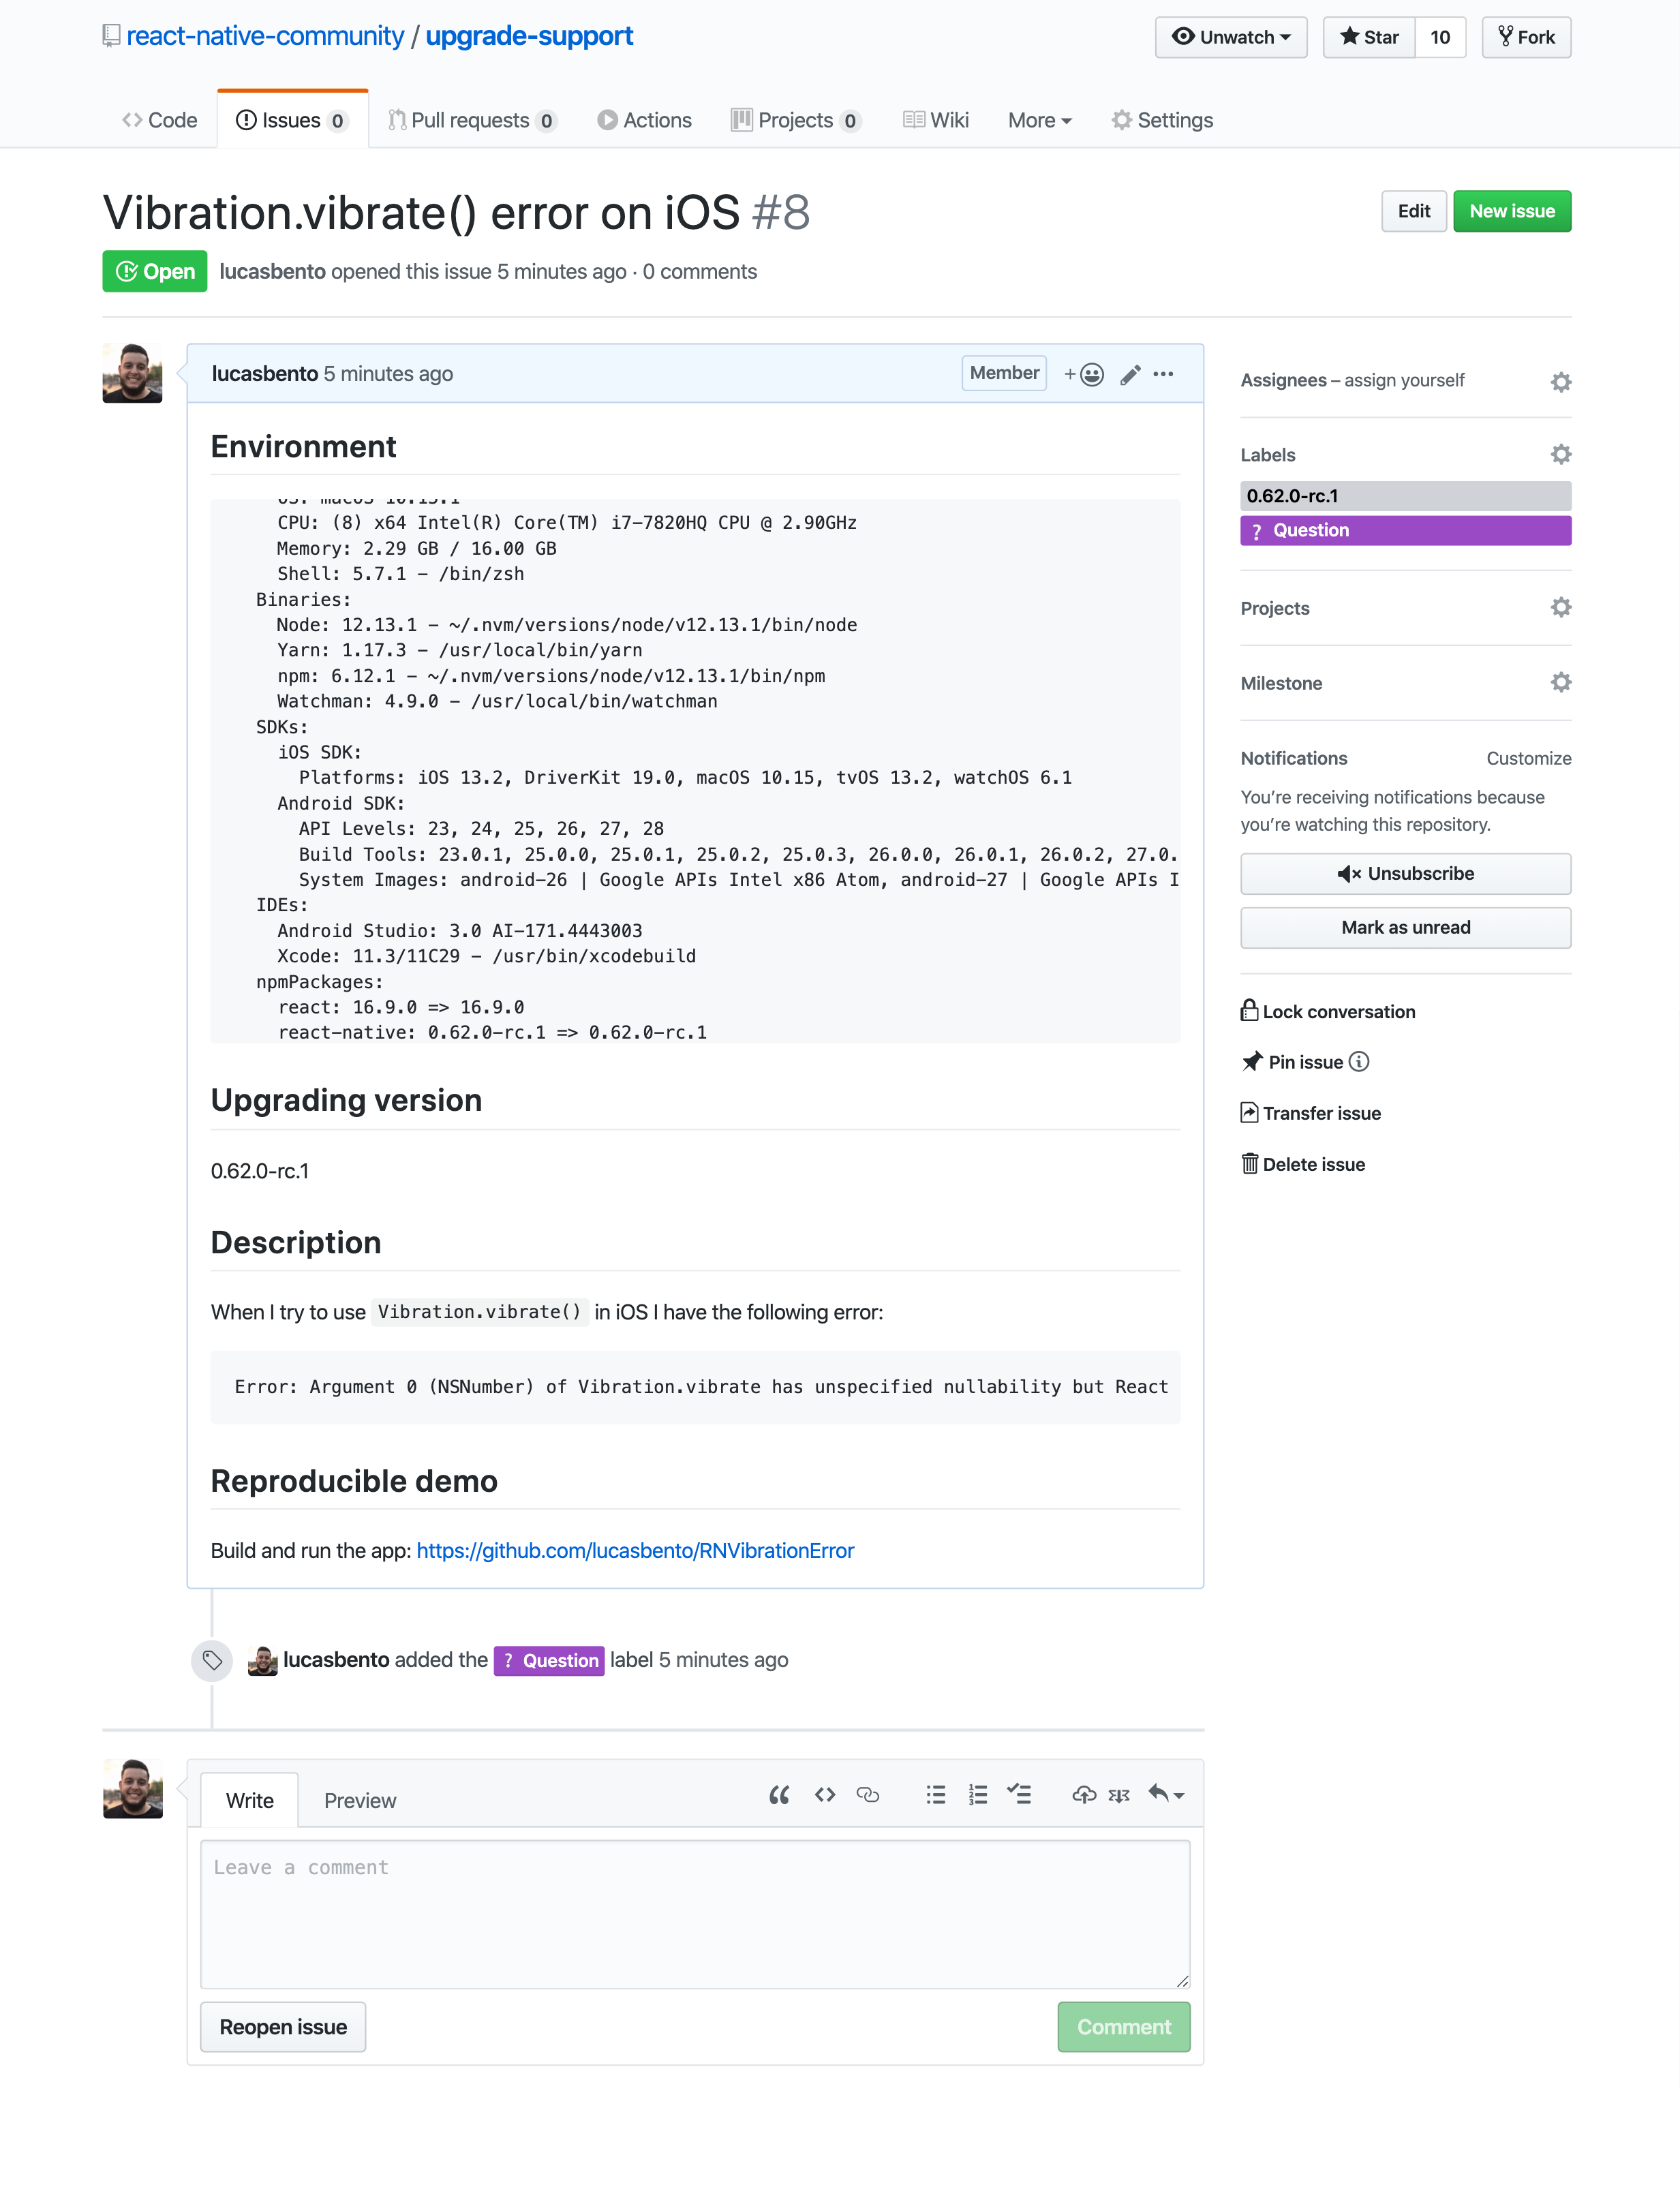 react-native-community / upgrade-support
Unwatch
Star 10
Fork
Code
Issues 0
Pull requests 0
Actions
Projects 0
Wiki
More
Settings
Vibration.vibrate() error on iOS #8
Edit
New issue
Open
lucasbento opened this issue 5 minutes ago · 0 comments
lucasbento 5 minutes ago
Member
Environment
OS: macOS 10.15.1
CPU: (8) x64 Intel(R) Core(TM) i7-7820HQ CPU @ 2.90GHz
Memory: 2.29 GB / 16.00 GB
Shell: 5.7.1 - /bin/zsh
Binaries:
Node: 12.13.1 - ~/.nvm/versions/node/v12.13.1/bin/node
Yarn: 1.17.3 - /usr/local/bin/yarn
npm: 6.12.1 - ~/.nvm/versions/node/v12.13.1/bin/npm
Watchman: 4.9.0 - /usr/local/bin/watchman
SDKs:
iOS SDK:
Platforms: iOS 13.2, DriverKit 19.0, macOS 10.15, tvOS 13.2, watchOS 6.1
Android SDK:
API Levels: 23, 24, 25, 26, 27, 28
Build Tools: 23.0.1, 25.0.0, 25.0.1, 25.0.2, 25.0.3, 26.0.0, 26.0.1, 26.0.2, 27.0.
System Images: android-26 | Google APIs Intel x86 Atom, android-27 | Google APIs I
IDEs:
Android Studio: 3.0 AI-171.4443003
Xcode: 11.3/11C29 - /usr/bin/xcodebuild
npmPackages:
react: 16.9.0 => 16.9.0
react-native: 0.62.0-rc.1 => 0.62.0-rc.1
Upgrading version
0.62.0-rc.1
Description
When I try to use Vibration.vibrate() in iOS I have the following error:
Error: Argument 0 (NSNumber) of Vibration.vibrate has unspecified nullability but React
Reproducible demo
Build and run the app: https://github.com/lucasbento/RNVibrationError
lucasbento added the ? Question label 5 minutes ago
Write
Preview
Leave a comment
Reopen issue
Comment
Assignees – assign yourself
Labels
0.62.0-rc.1
? Question
Projects
Milestone
Notifications
Customize
You're receiving notifications because
you're watching this repository.
Unsubscribe
Mark as unread
Lock conversation
Pin issue
Transfer issue
Delete issue